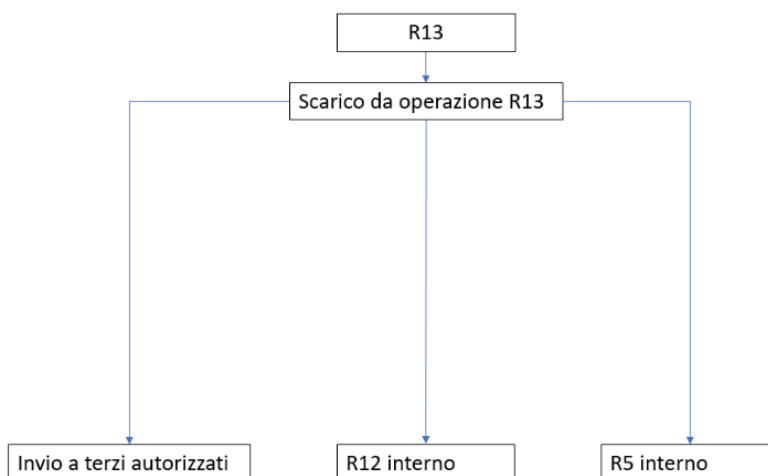 R13
Scarico da operazione R13
Invio a terzi autorizzati
R12 interno
R5 interno